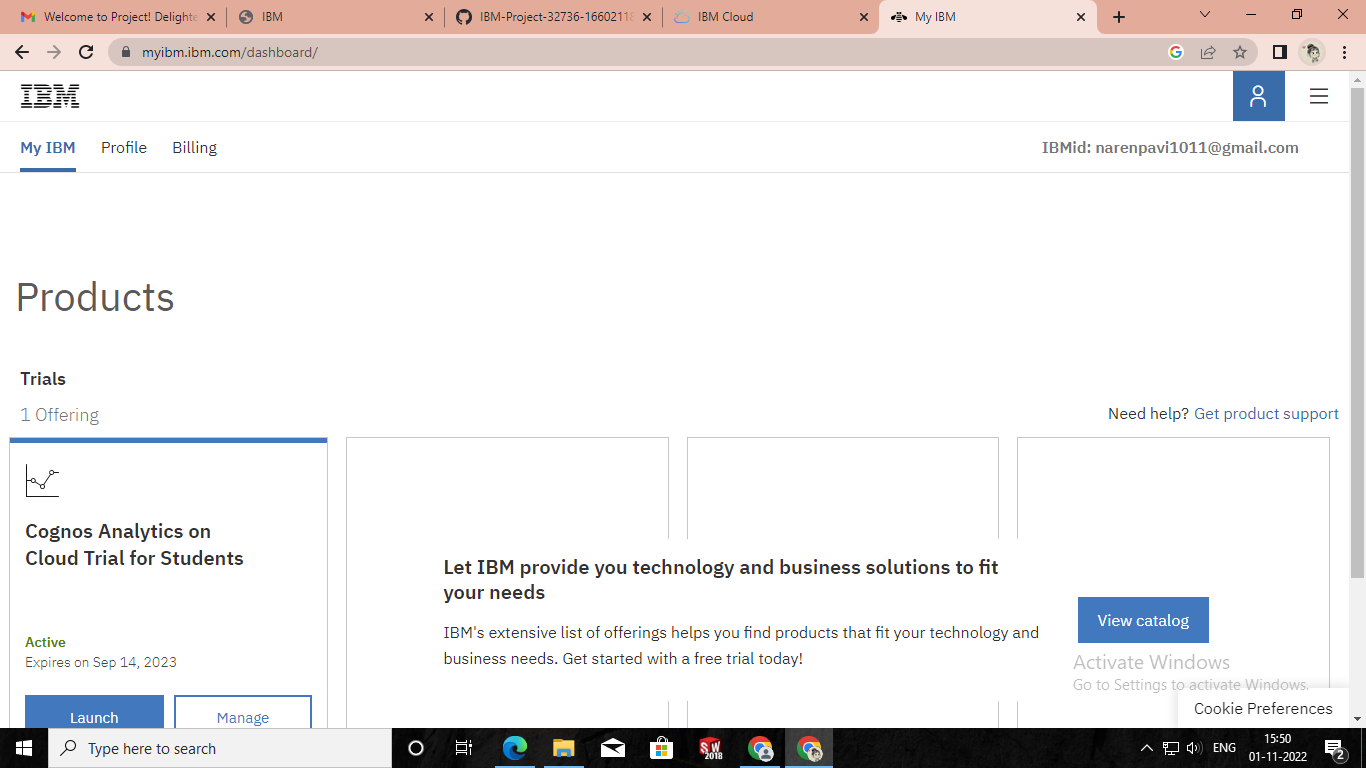 Welcome to Project! Delighte
IBM
IBM-Project-32736-16602118
IBM Cloud
My IBM
myibm.ibm.com/dashboard/
IBM
My IBM
Profile
Billing
IBMid: narenpavi1011@gmail.com
Products
Trials
1 Offering
Need help? Get product support
Cognos Analytics on
Cloud Trial for Students
Active
Expires on Sep 14, 2023
Launch
Manage
Let IBM provide you technology and business solutions to fit
your needs
IBM's extensive list of offerings helps you find products that fit your technology and
business needs. Get started with a free trial today!
View catalog
Activate Windows
Go to Settings to activate Windows.
Cookie Preferences
Type here to search
SW
2018
ENG
15:50
01-11-2022
2